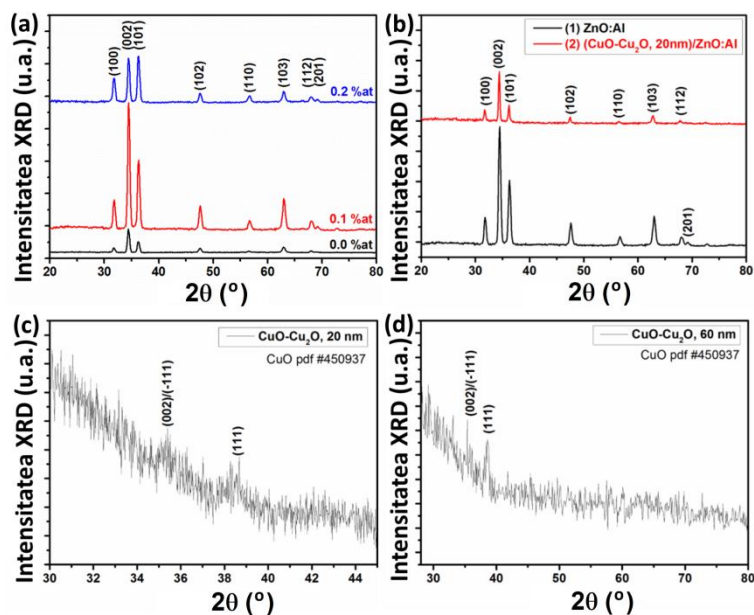 (a)
Intensitatea XRD (u.a.)
(100)
(002)
(101)
(102)
(110)
(103)
(112)
(201)
0.2 %at
0.1 %at
0.0 %at
20 30 40 50 60 70 80
2θ (º)
(b)
(1) ZnO:Al
(2) (CuO-Cu₂O, 20nm)/ZnO:Al
Intensitatea XRD (u.a.)
(100)
(002)
(101)
(102)
(110)
(103)
(112)
(201)
20 30 40 50 60 70 80
2θ (º)
(c)
CuO-Cu₂O, 20 nm
CuO pdf #450937
Intensitatea XRD (u.a.)
(002)/(-111)
(111)
30 32 34 36 38 40 42 44
2θ (º)
(d)
CuO-Cu₂O, 60 nm
CuO pdf #450937
Intensitatea XRD (u.a.)
(002)/(-111)
(111)
30 40 50 60 70 80
2θ (º)